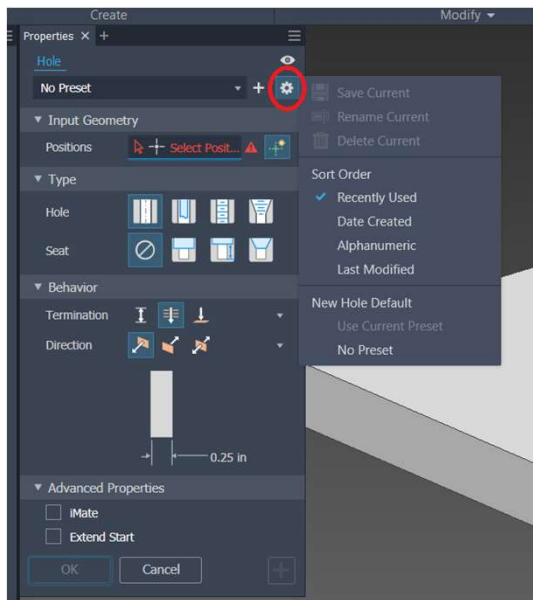 Create
Modify
Properties
Hole
No Preset
Input Geometry
Positions
Select Posit...
Type
Hole
Seat
Behavior
Termination
Direction
0.25 in
Advanced Properties
iMate
Extend Start
OK
Cancel
Save Current
Rename Current
Delete Current
Sort Order
Recently Used
Date Created
Alphanumeric
Last Modified
New Hole Default
Use Current Preset
No Preset